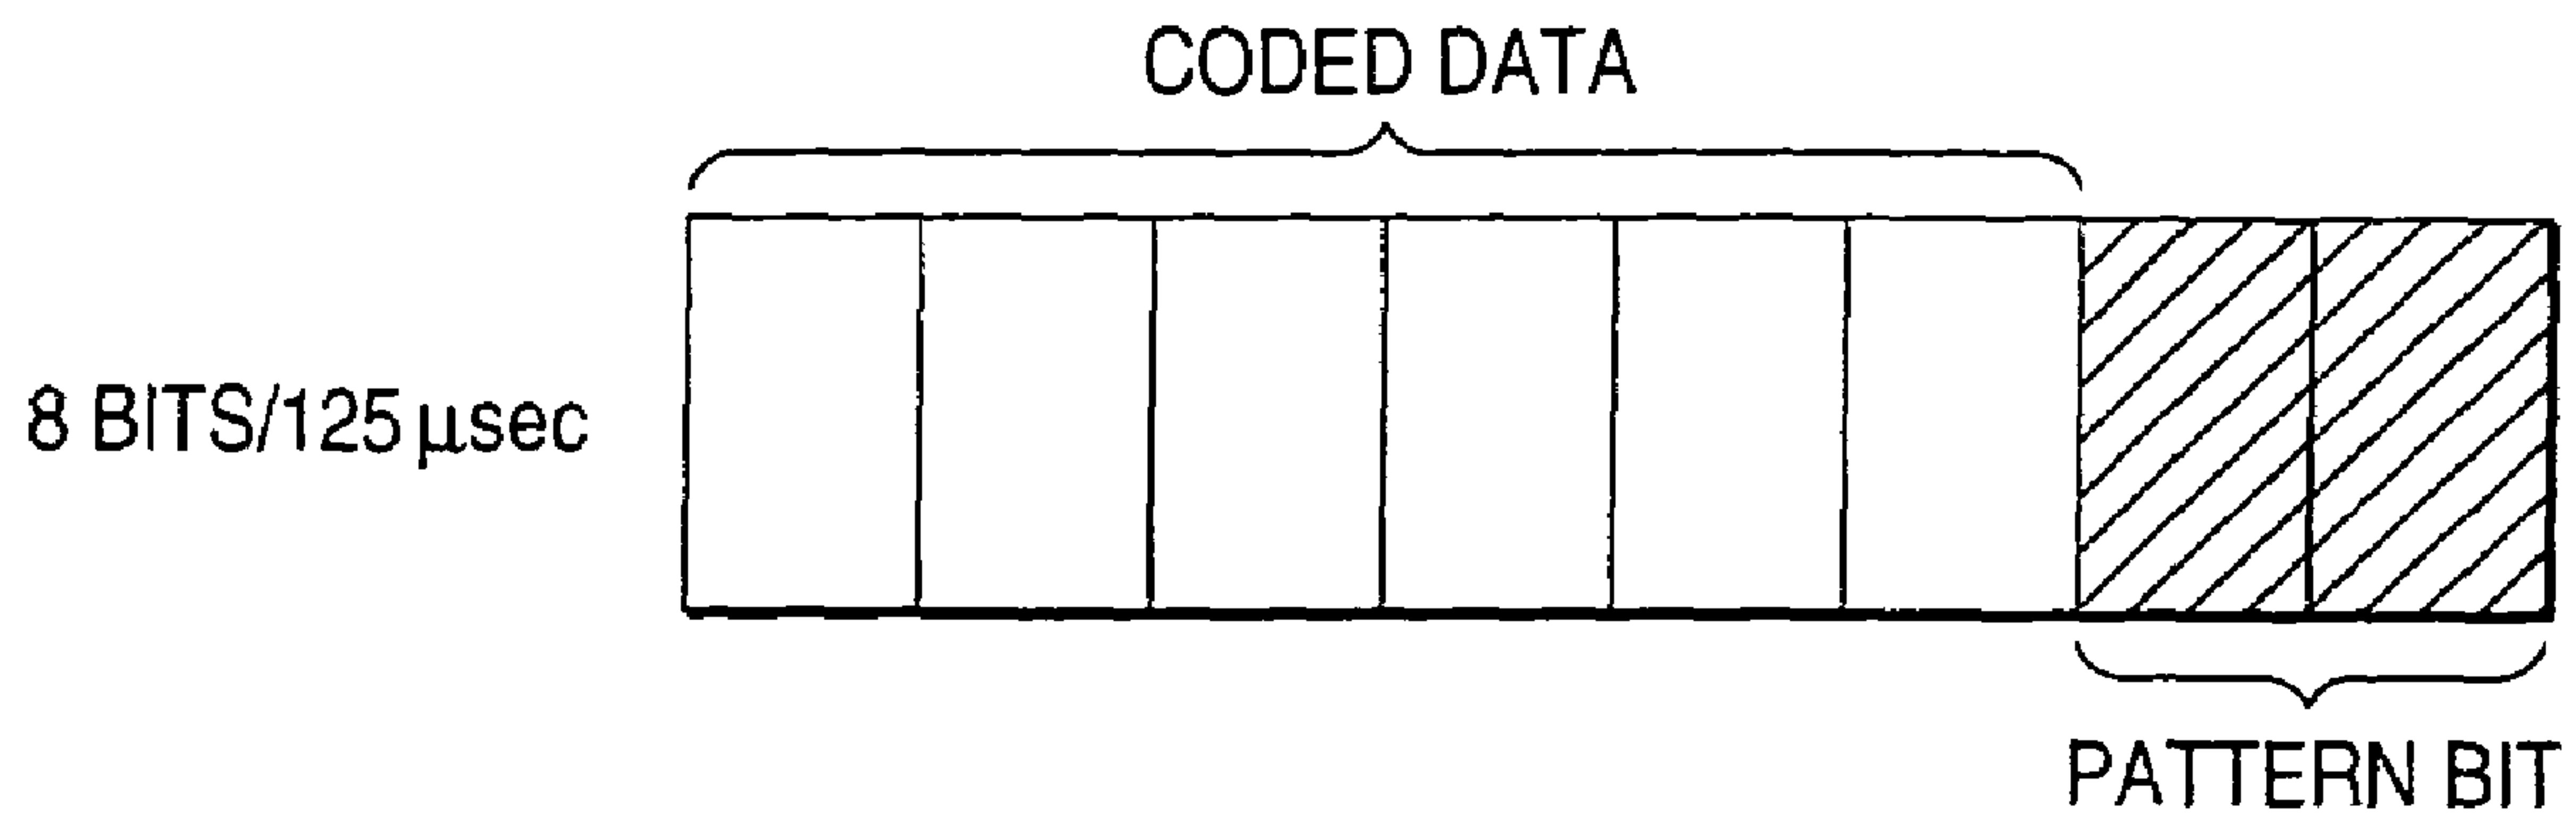 CODED DATA
8 BITS/125 μsec
PATTERN BIT